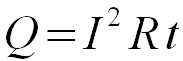 Q = I² R t